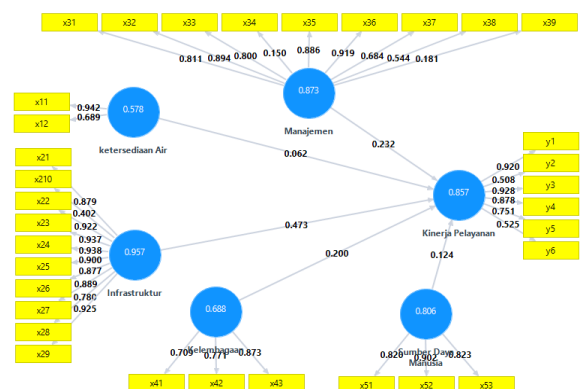 x31 x32 x33 x34 x35 x36 x37 x38 x39
0.811 0.894 0.800 0.150 0.886 0.919 0.684 0.544 0.181
0.873
Manajemen
x11
x12
0.942
0.689
0.578
ketersediaan Air
0.062
0.232
x21
x210
x22
x23
x24
x25
x26
x27
x28
x29
0.879
0.402
0.922
0.937
0.938
0.900
0.877
0.889
0.780
0.925
0.957
Infrastruktur
0.473
0.857
Kinerja Pelayanan
0.920
0.508
0.928
0.878
0.751
0.525
y1
y2
y3
y4
y5
y6
0.200
0.124
0.688
Kelembagaan
0.709 0.771 0.873
x41 x42 x43
0.806
Sumber Daya
Manusia
0.820 0.902 0.823
x51 x52 x53